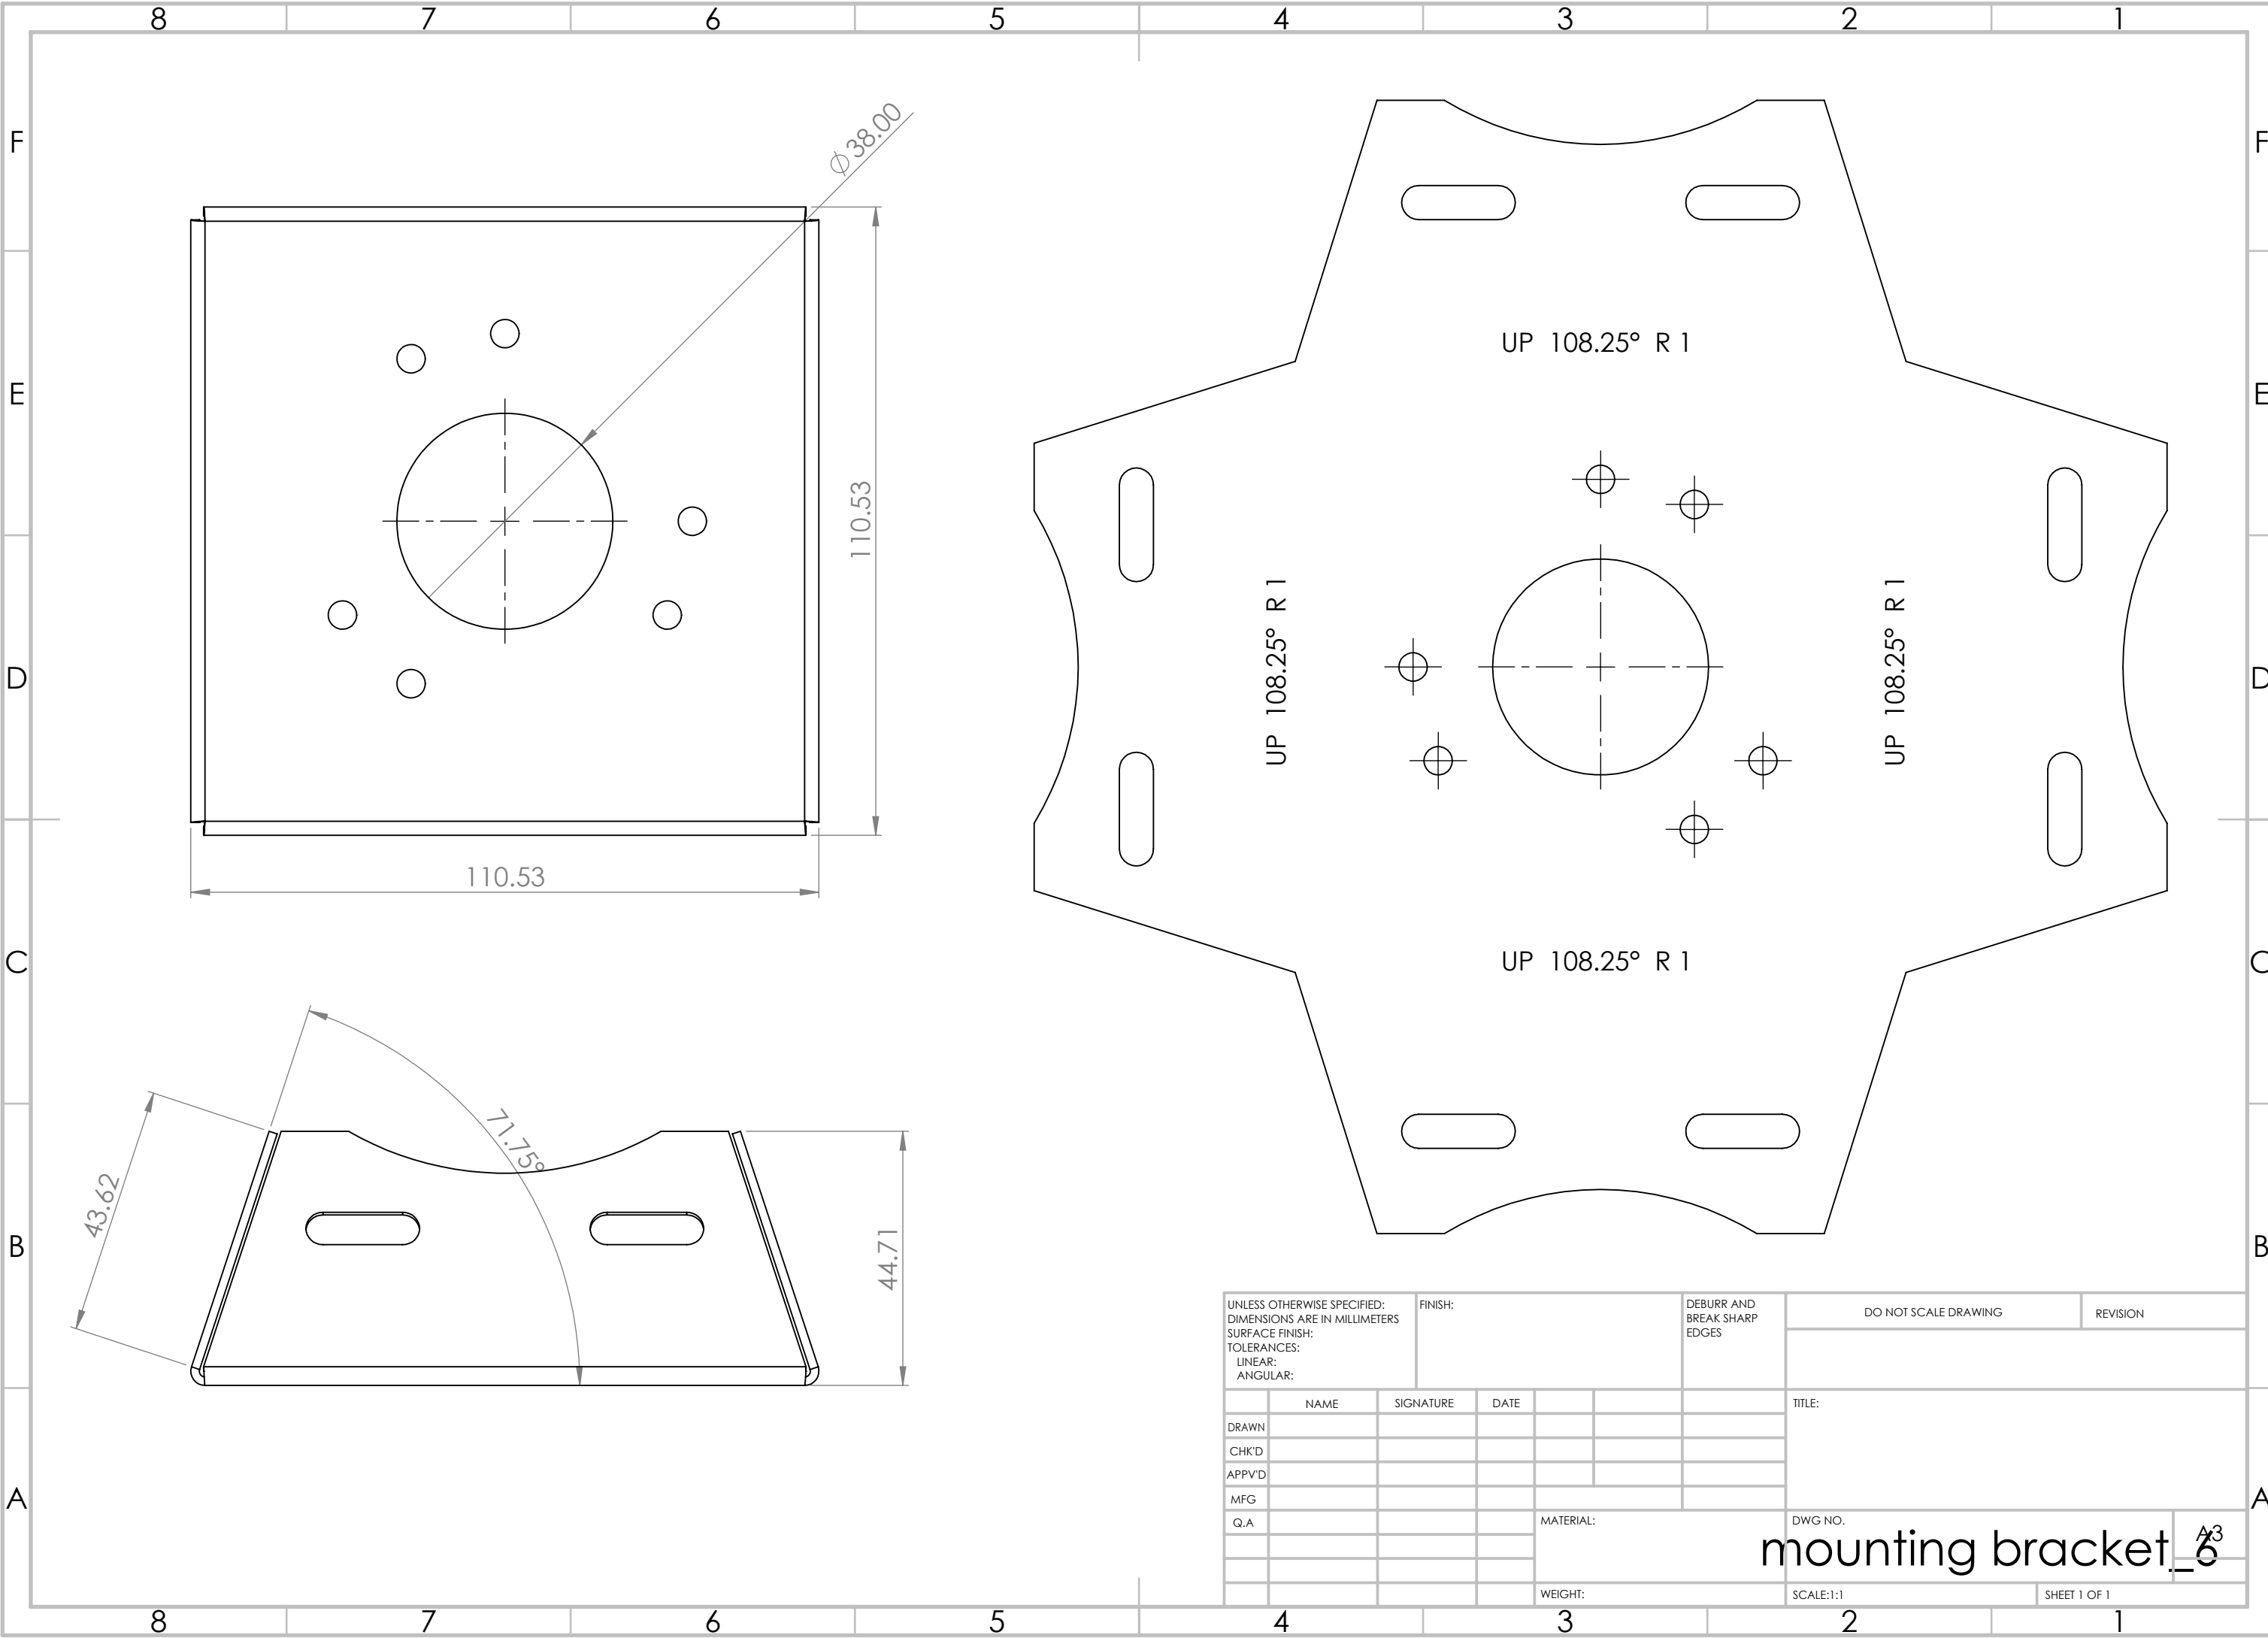 8 7 6 5 4 3 2 1
F F
E E
D D
C C
B B
A A
⌀38.00
110.53
110.53
UP 108.25° R 1
UP 108.25° R 1
UP 108.25° R 1
UP 108.25° R 1
71.75°
43.62
44.71
UNLESS OTHERWISE SPECIFIED:
DIMENSIONS ARE IN MILLIMETERS
SURFACE FINISH:
TOLERANCES:
LINEAR:
ANGULAR:
FINISH:
DEBURR AND
BREAK SHARP
EDGES
DO NOT SCALE DRAWING
REVISION
NAME SIGNATURE DATE
DRAWN
CHK'D
APPV'D
MFG
Q.A
TITLE:
MATERIAL:
DWG NO.
mounting bracket_6
A3
WEIGHT:
SCALE:1:1
SHEET 1 OF 1
8 7 6 5 4 3 2 1